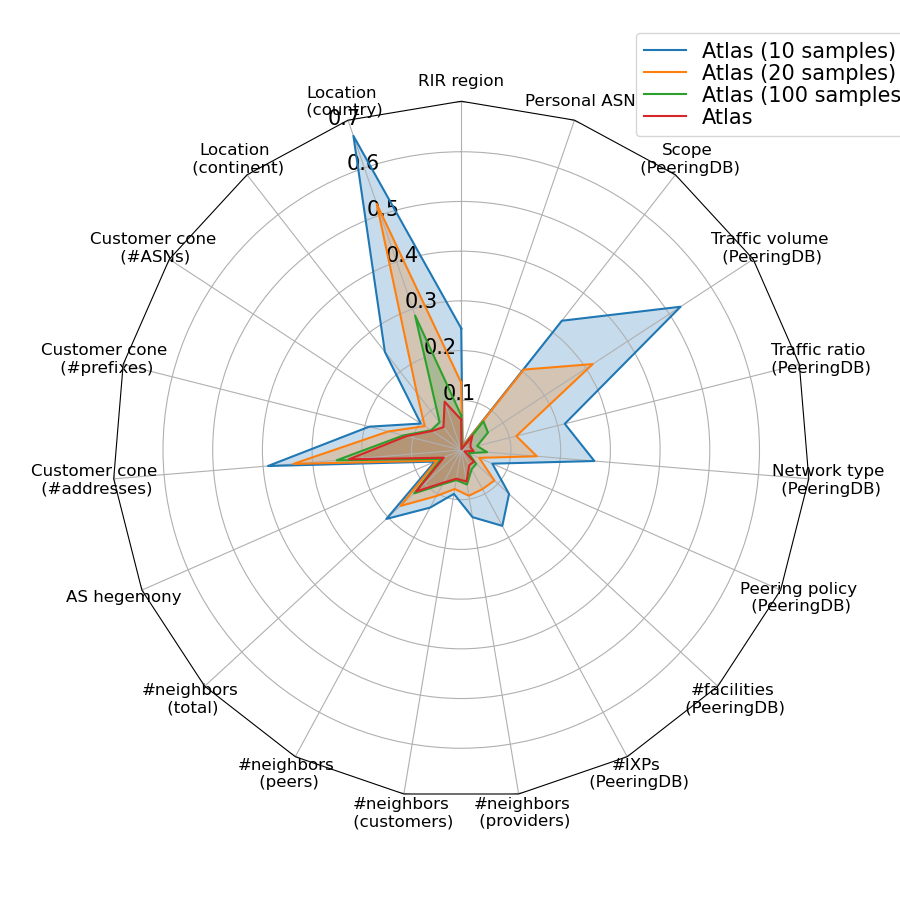 Atlas (10 samples)
Atlas (20 samples)
Atlas (100 samples
Atlas
RIR region
Personal ASN
Location
(country)
Location
(continent)
Customer cone
(#ASNs)
Customer cone
(#prefixes)
Customer cone
(#addresses)
AS hegemony
#neighbors
(total)
#neighbors
(peers)
#neighbors
(customers)
#neighbors
(providers)
#IXPs
(PeeringDB)
#facilities
(PeeringDB)
Peering policy
(PeeringDB)
Network type
(PeeringDB)
Traffic ratio
(PeeringDB)
Traffic volume
(PeeringDB)
Scope
(PeeringDB)
0.7
0.6
0.5
0.4
0.3
0.2
0.1